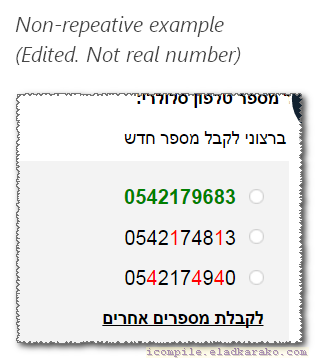 Non-repeative example
(Edited. Not real number)
מספר טלפון סלולרי:
ברצוני לקבל מספר חדש
0542179683
0542174813
0542174940
לקבלת מספרים אחרים
icompile.eladkarako.com